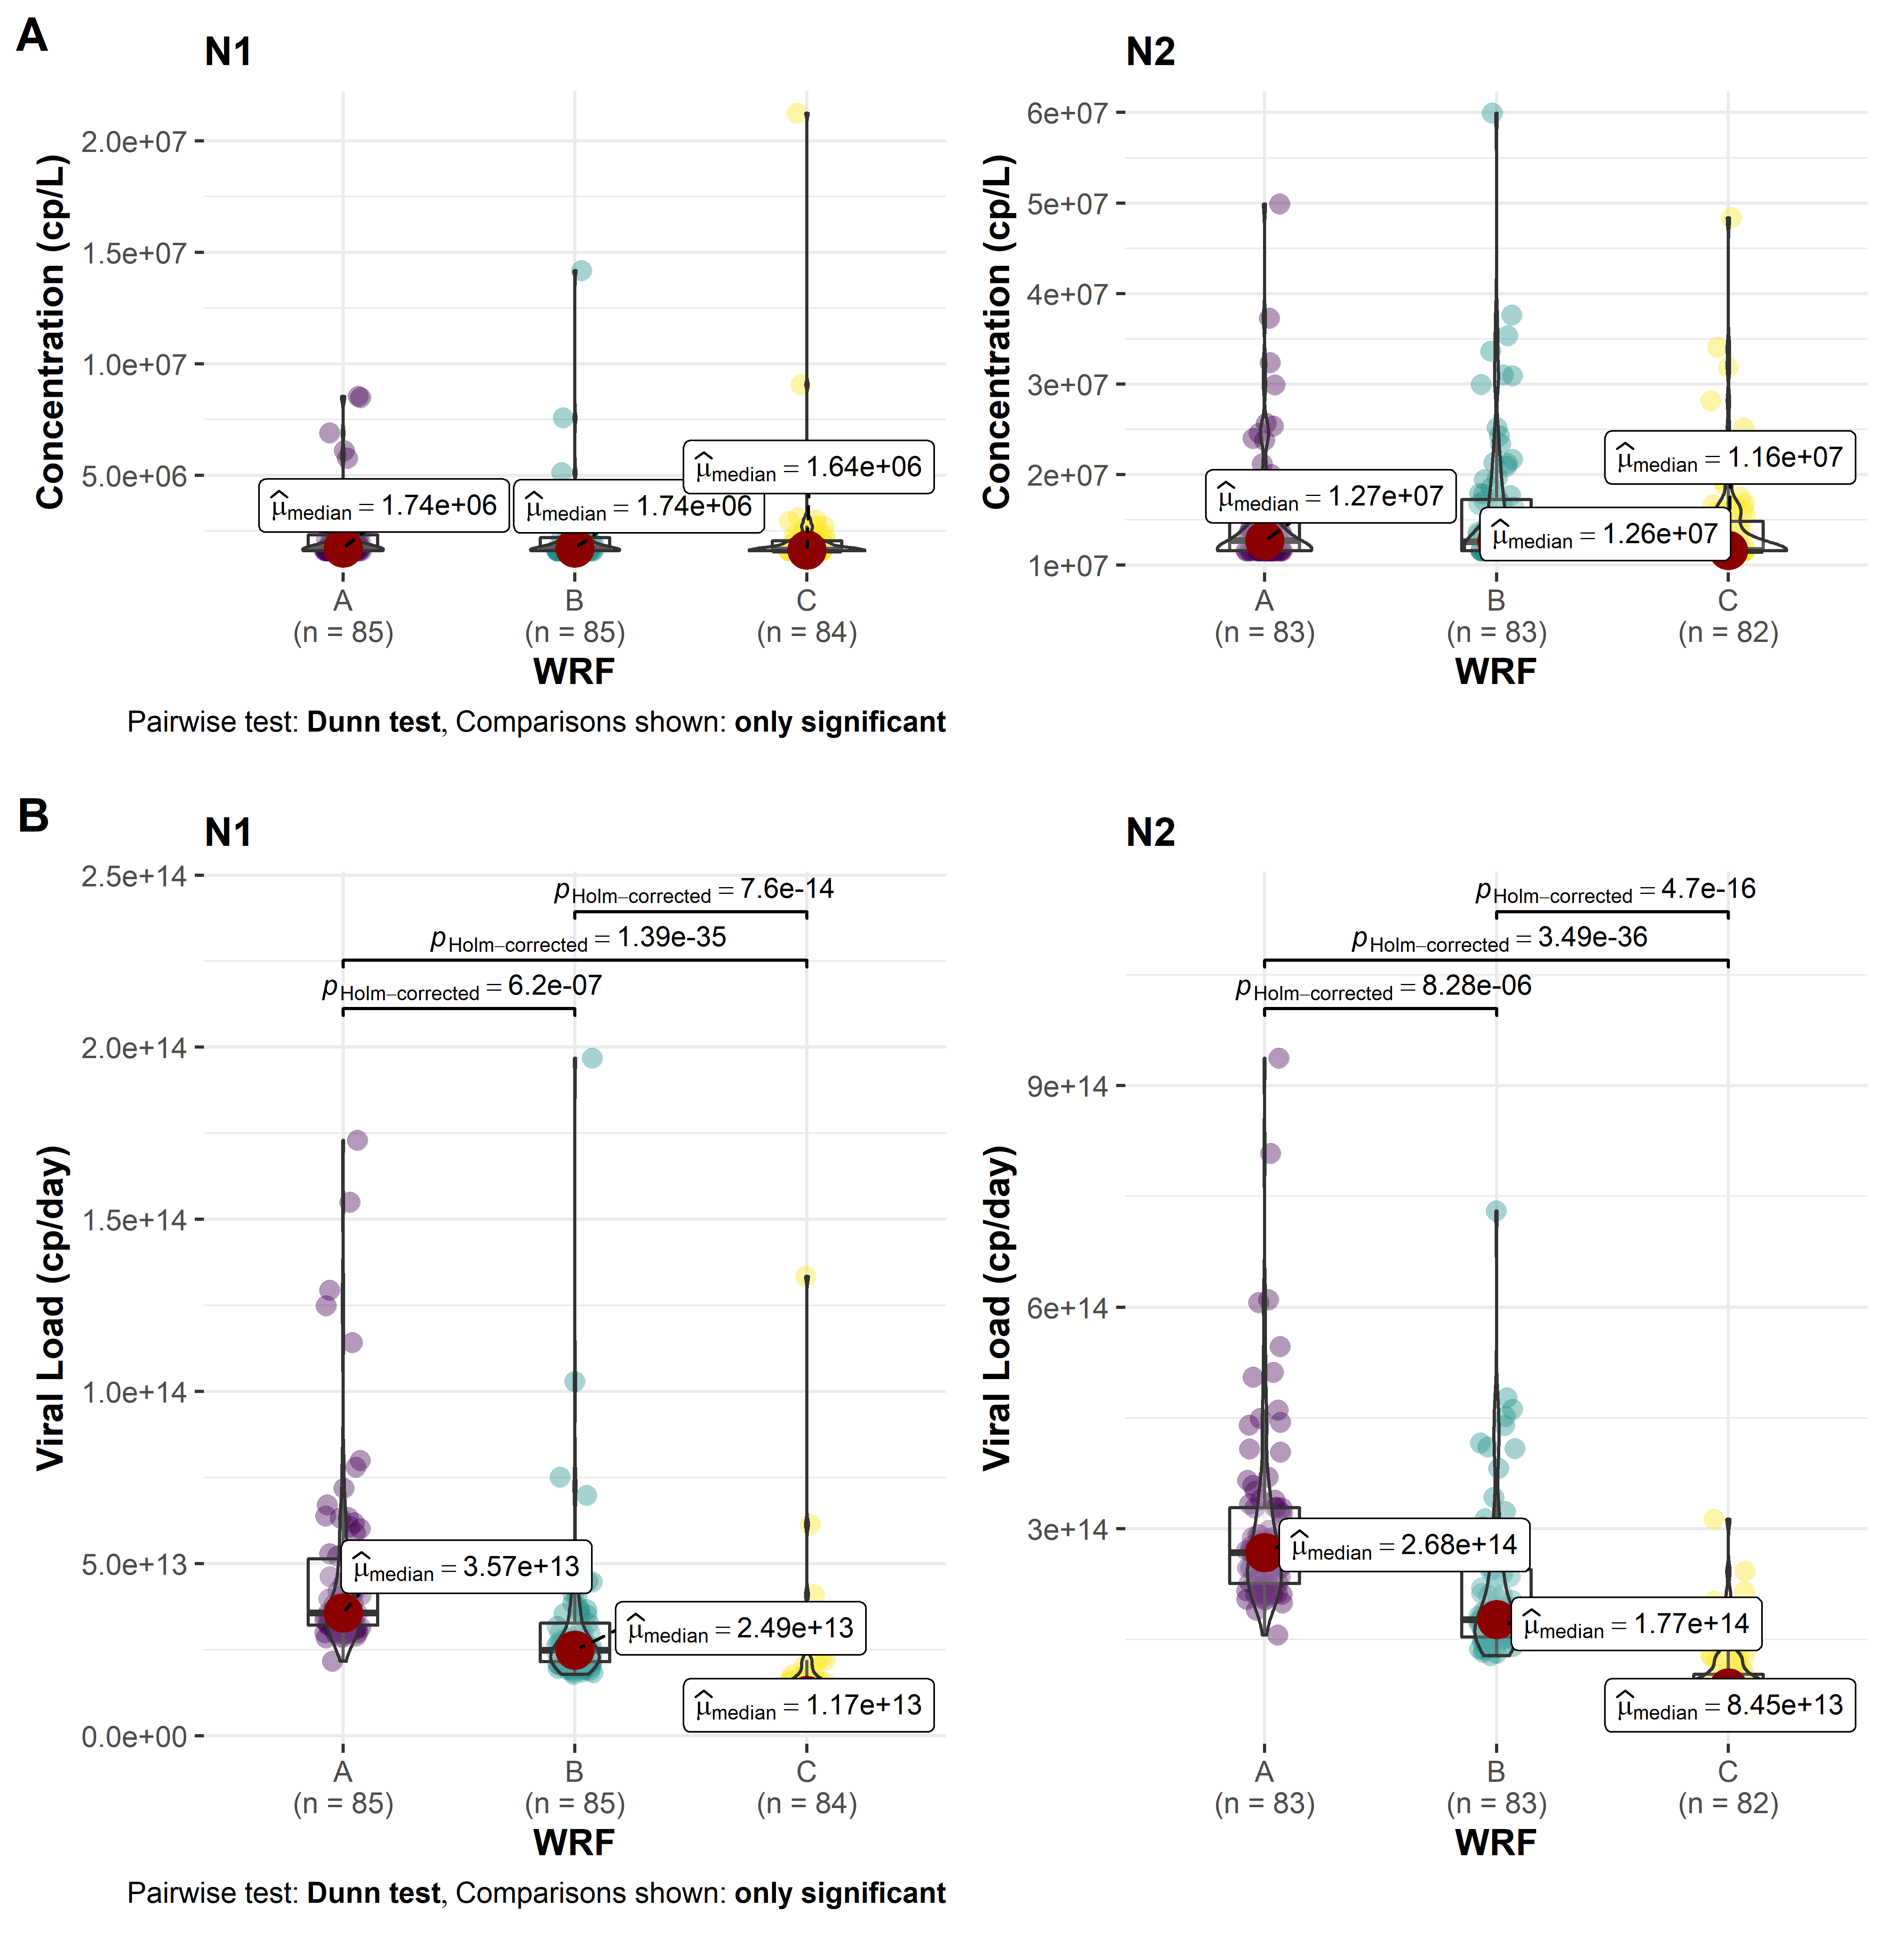 A
N1
Concentration (cp/L)
2.0e+07
1.5e+07
1.0e+07
5.0e+06
μ̂median = 1.74e+06
μ̂median = 1.74e+06
μ̂median = 1.64e+06
A
(n = 85)
B
(n = 85)
C
(n = 84)
WRF
Pairwise test: Dunn test, Comparisons shown: only significant
N2
Concentration (cp/L)
6e+07
5e+07
4e+07
3e+07
2e+07
1e+07
μ̂median = 1.27e+07
μ̂median = 1.26e+07
μ̂median = 1.16e+07
A
(n = 83)
B
(n = 83)
C
(n = 82)
WRF
B
N1
Viral Load (cp/day)
2.5e+14
2.0e+14
1.5e+14
1.0e+14
5.0e+13
0.0e+00
pHolm−corrected = 7.6e-14
pHolm−corrected = 1.39e-35
pHolm−corrected = 6.2e-07
μ̂median = 3.57e+13
μ̂median = 2.49e+13
μ̂median = 1.17e+13
A
(n = 85)
B
(n = 85)
C
(n = 84)
WRF
Pairwise test: Dunn test, Comparisons shown: only significant
N2
Viral Load (cp/day)
9e+14
6e+14
3e+14
pHolm−corrected = 4.7e-16
pHolm−corrected = 3.49e-36
pHolm−corrected = 8.28e-06
μ̂median = 2.68e+14
μ̂median = 1.77e+14
μ̂median = 8.45e+13
A
(n = 83)
B
(n = 83)
C
(n = 82)
WRF